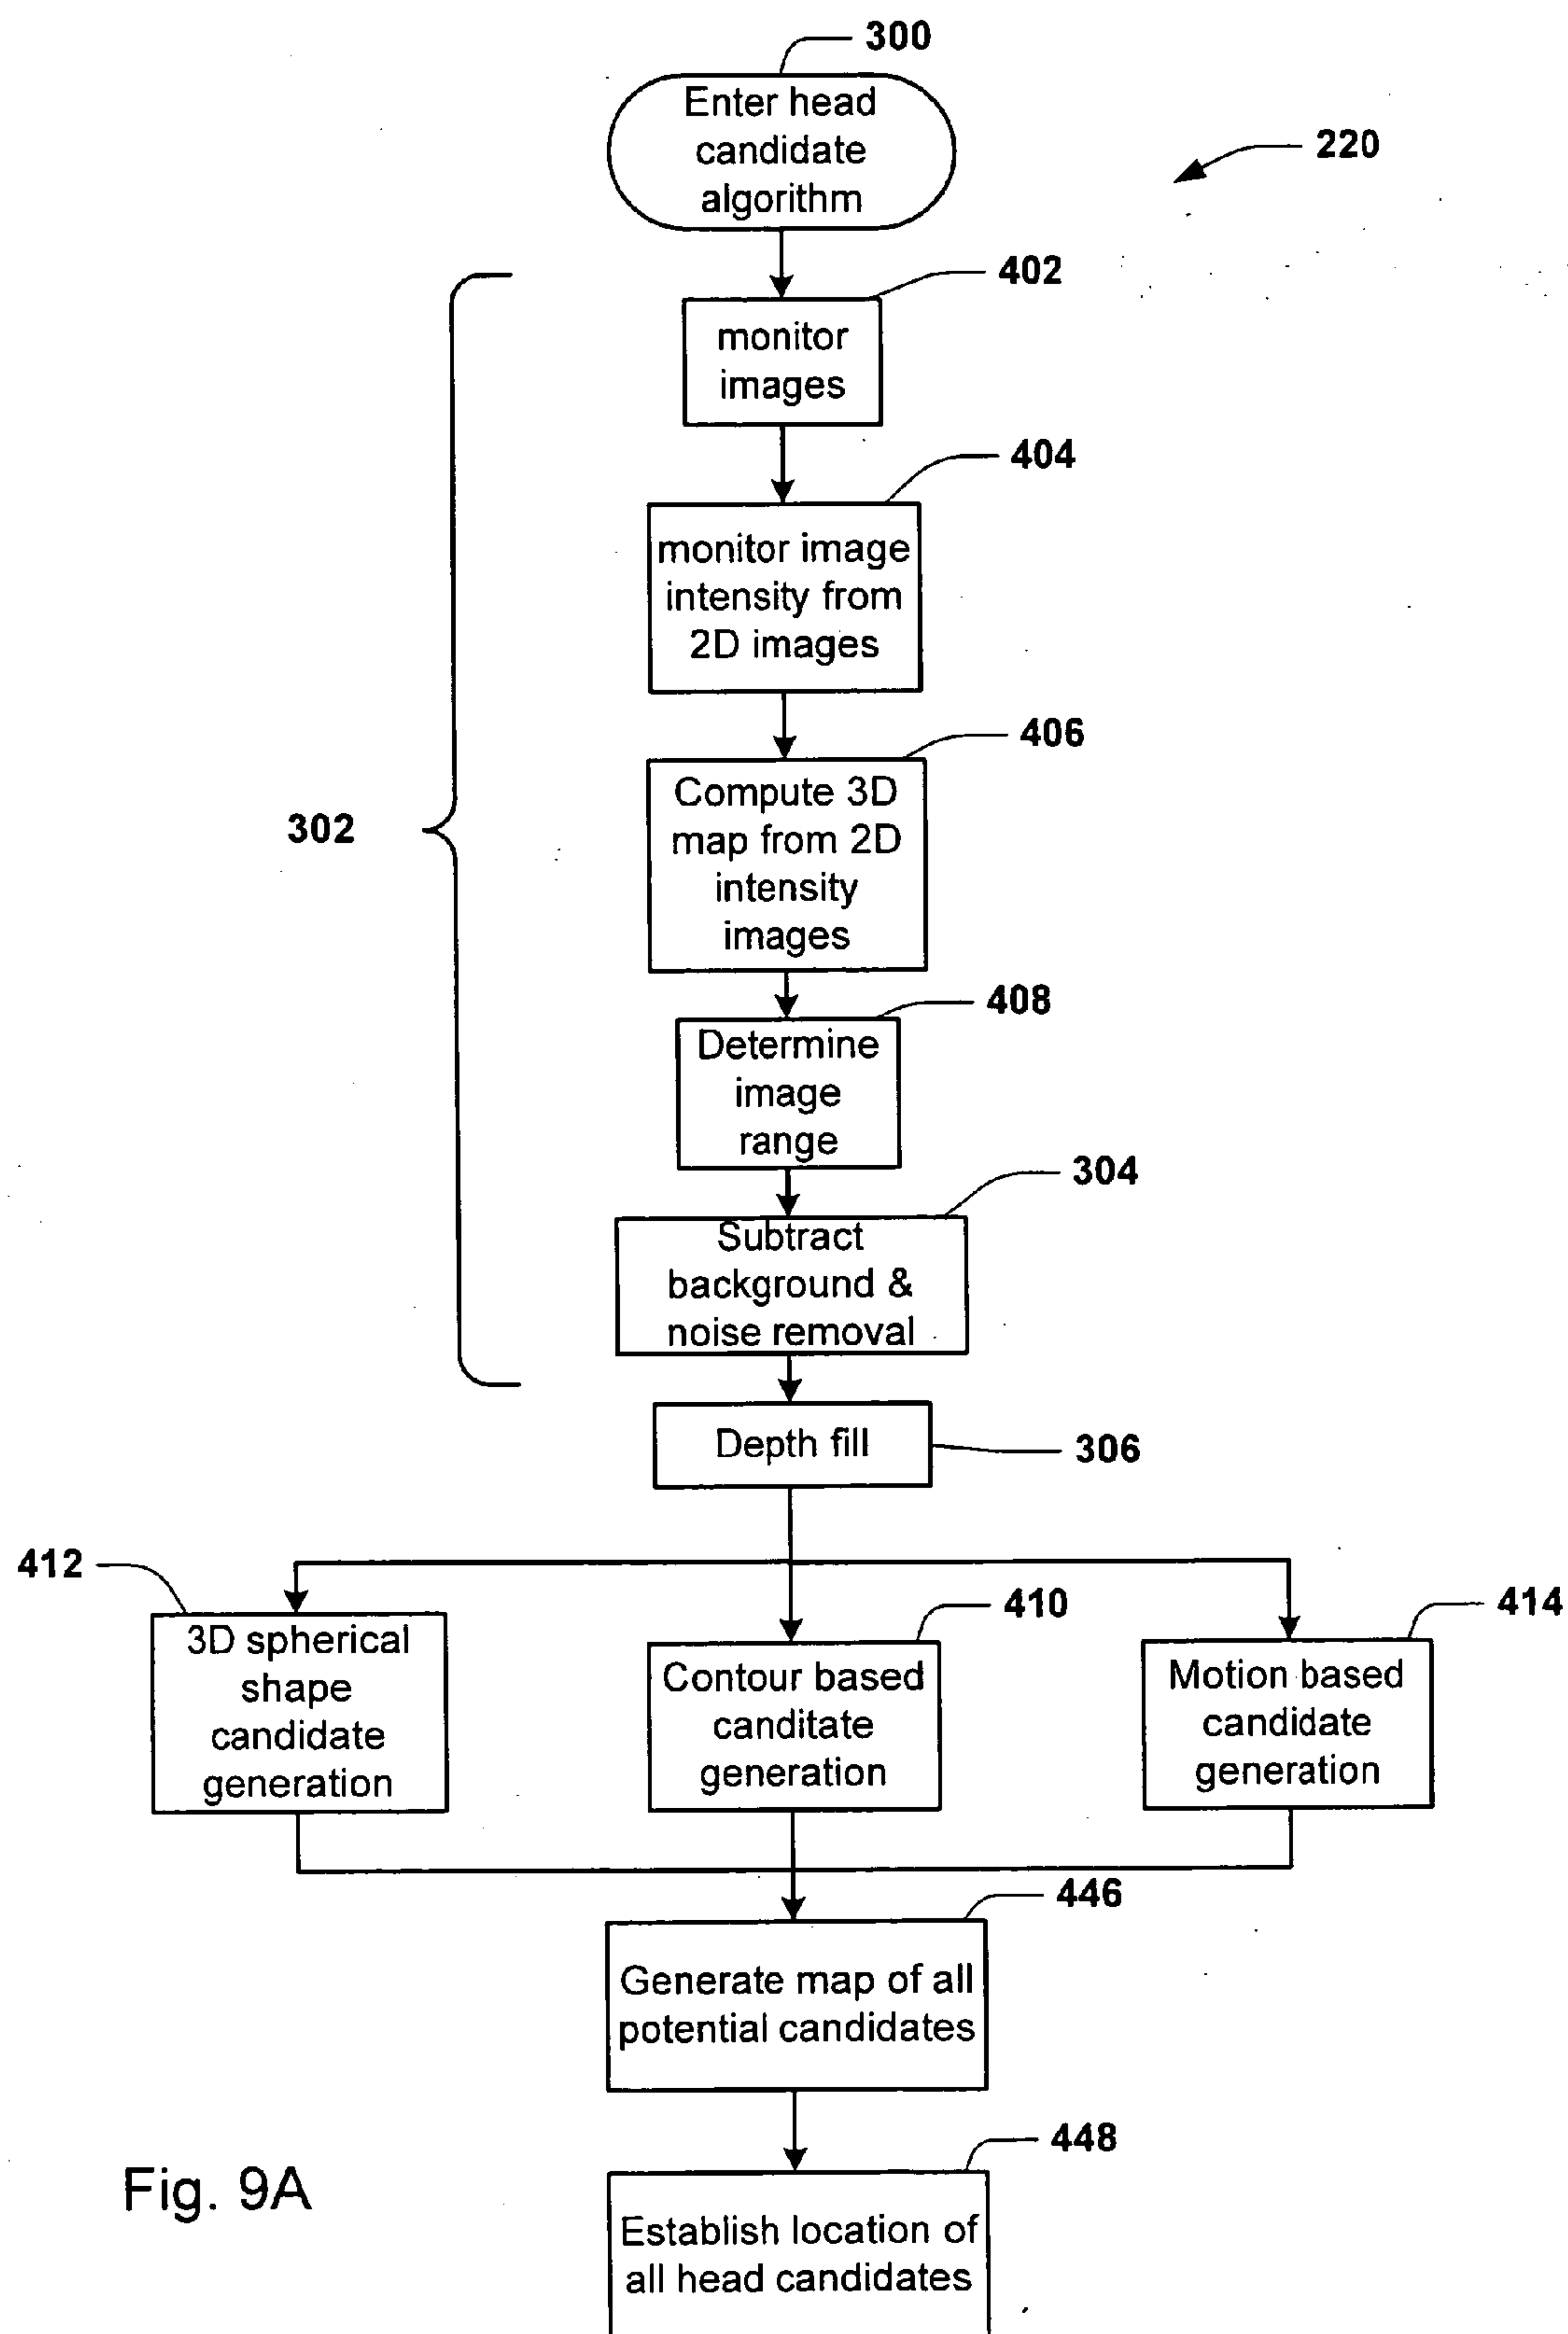 300
Enter head
candidate
algorithm
220
402
monitor
images
404
monitor image
intensity from
2D images
406
Compute 3D
map from 2D
intensity
images
302
408
Determine
image
range
304
Subtract
background &
noise removal
Depth fill
306
412
3D spherical
shape
candidate
generation
410
Contour based
canditate
generation
414
Motion based
candidate
generation
446
Generate map of all
potential candidates
448
Establish location of
all head candidates
Fig. 9A